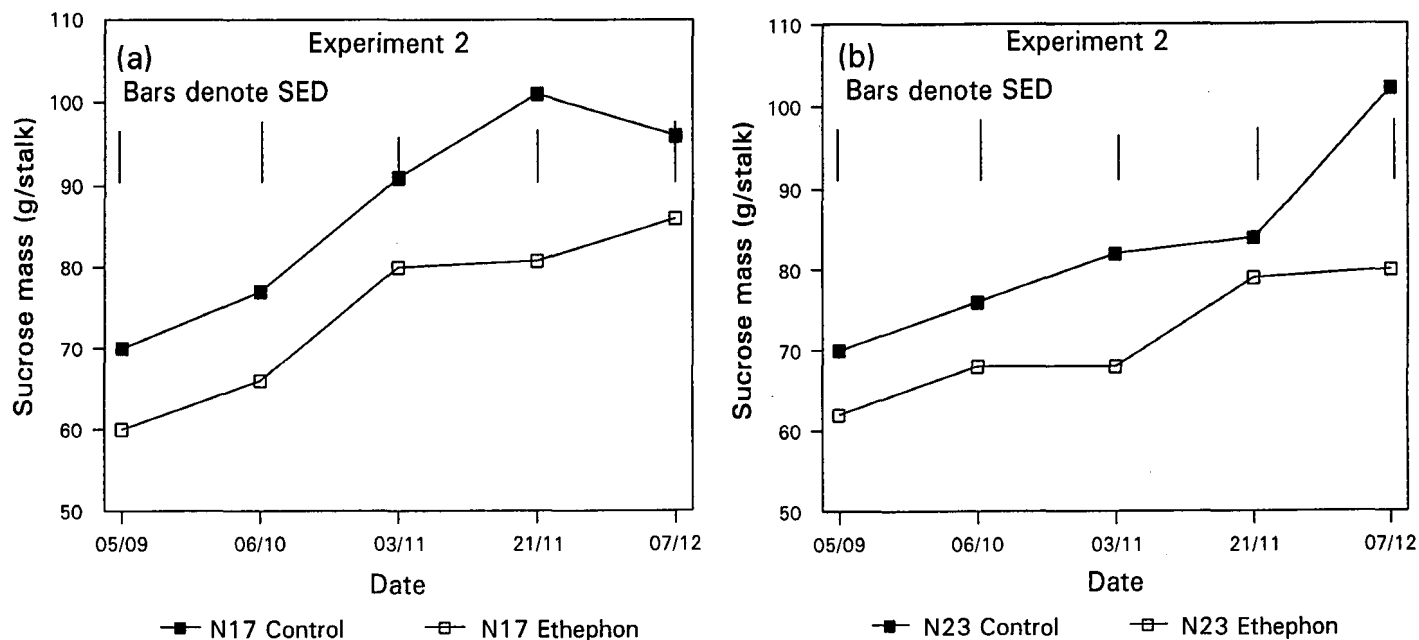 (a)
Experiment 2
Bars denote SED
Sucrose mass (g/stalk)
110
100
90
80
70
60
50
05/09 06/10 03/11 21/11 07/12
Date
N17 Control N17 Ethephon
(b)
Experiment 2
Bars denote SED
Sucrose mass (g/stalk)
110
100
90
80
70
60
50
05/09 06/10 03/11 21/11 07/12
Date
N23 Control N23 Ethephon